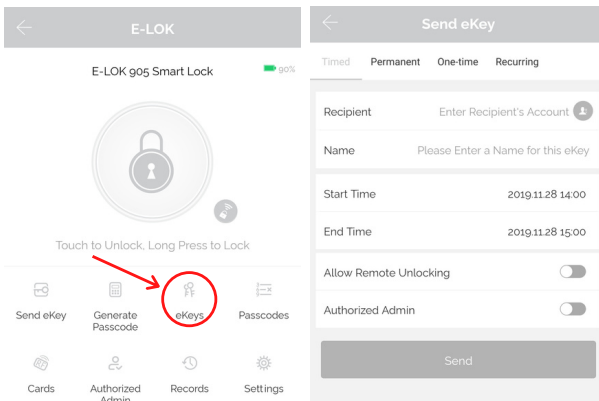 E-LOK
E-LOK 905 Smart Lock
90%
Touch to Unlock, Long Press to Lock
Send eKey
Generate
Passcode
eKeys
Passcodes
Cards
Authorized
Admin
Records
Settings
Send eKey
Timed Permanent One-time Recurring
Recipient Enter Recipient's Account
Name Please Enter a Name for this eKey
Start Time 2019.11.28 14:00
End Time 2019.11.28 15:00
Allow Remote Unlocking
Authorized Admin
Send